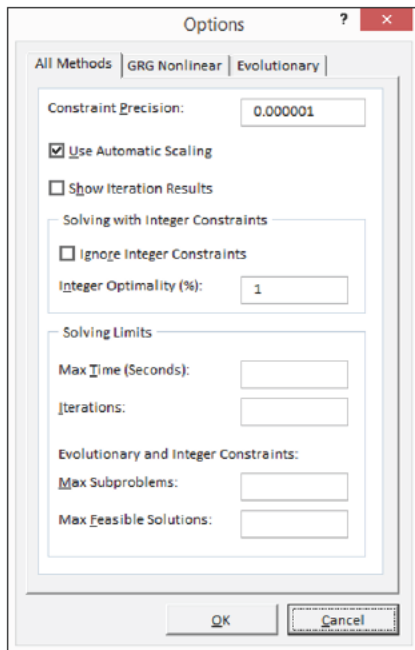 Options ? ×
All Methods GRG Nonlinear Evolutionary
Constraint Precision: 0.000001
Use Automatic Scaling
Show Iteration Results
Solving with Integer Constraints
Ignore Integer Constraints
Integer Optimality (%): 1
Solving Limits
Max Time (Seconds):
Iterations:
Evolutionary and Integer Constraints:
Max Subproblems:
Max Feasible Solutions:
OK Cancel